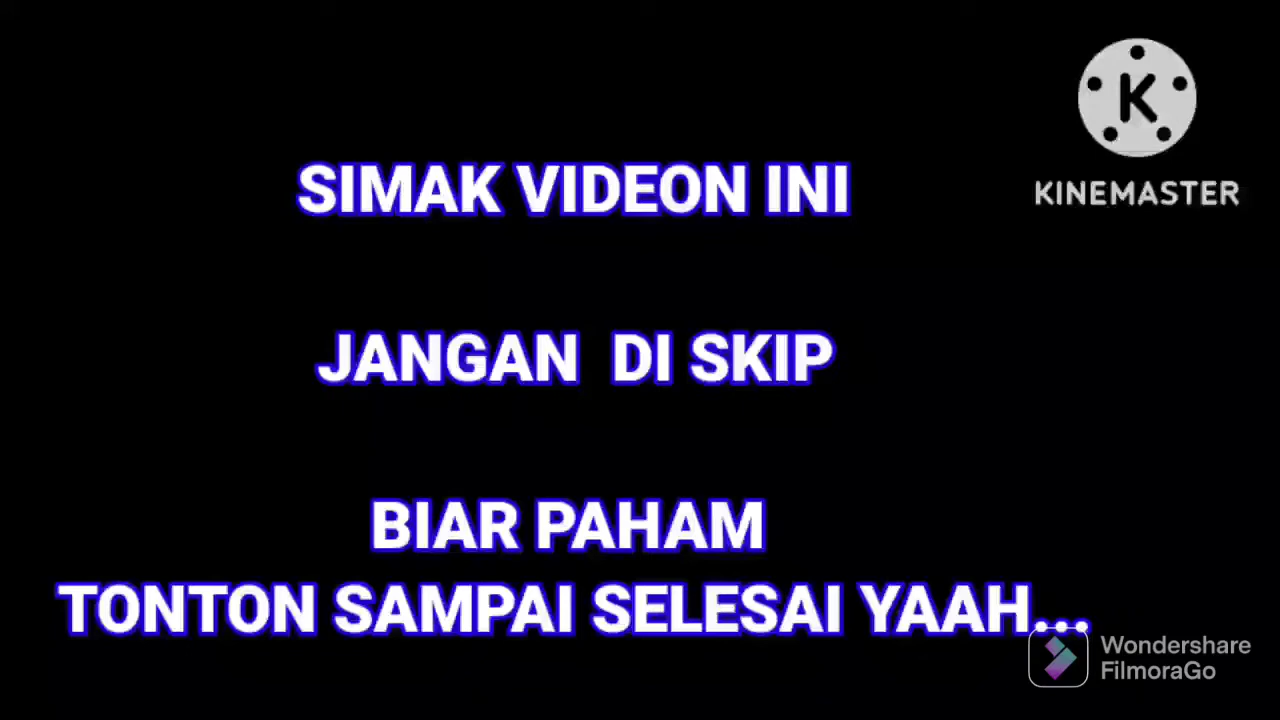 SIMAK VIDEON INI
JANGAN DI SKIP
BIAR PAHAM
TONTON SAMPAI SELESAI YAAH...
K
KINEMASTER
Wondershare
FilmoraGo